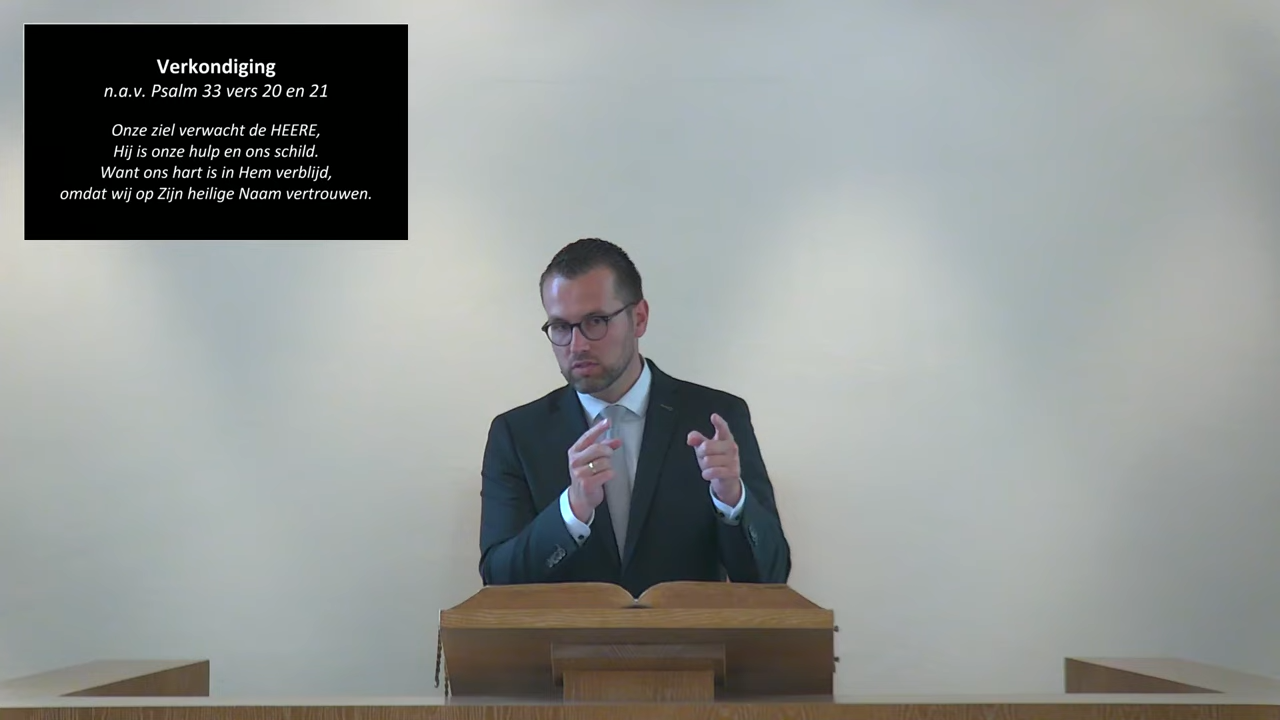 Verkondiging
n.a.v. Psalm 33 vers 20 en 21
Onze ziel verwacht de HEERE,
Hij is onze hulp en ons schild.
Want ons hart is in Hem verblijd,
omdat wij op Zijn heilige Naam vertrouwen.